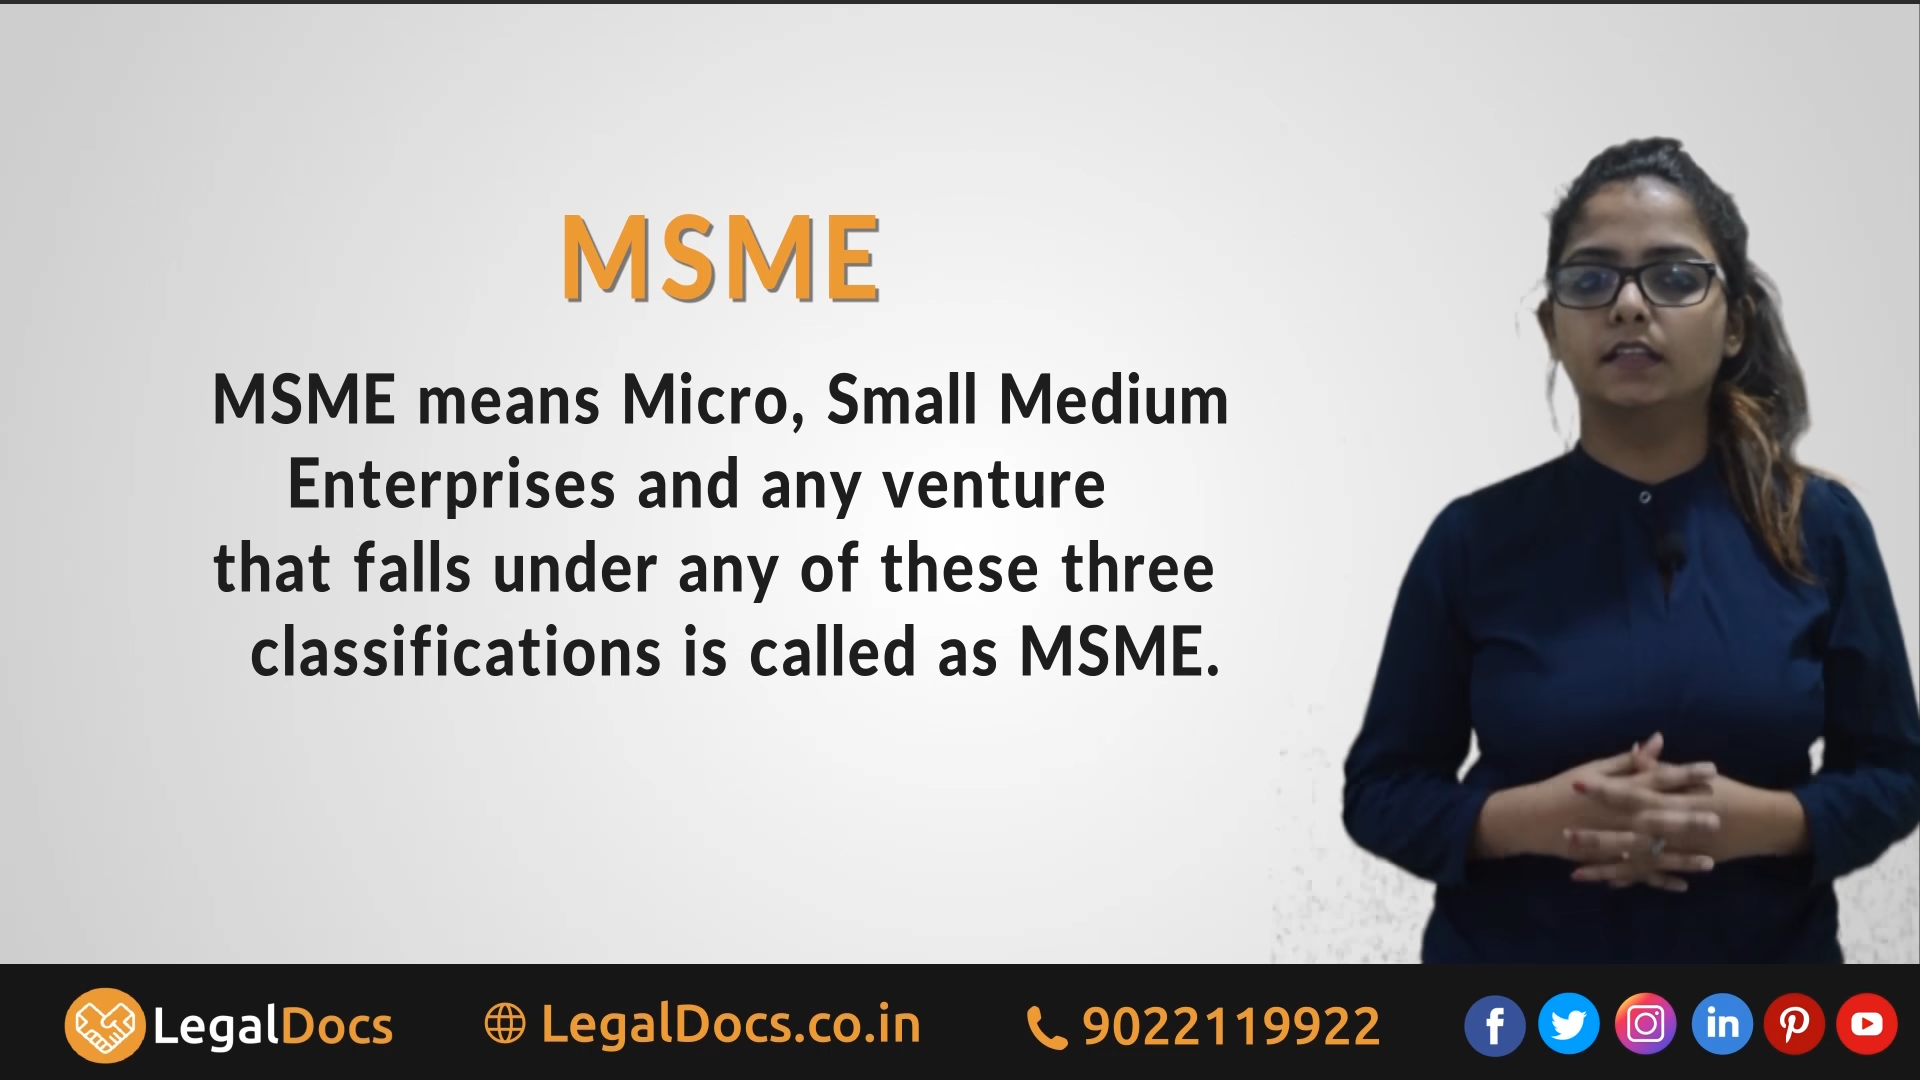 MSME
MSME means Micro, Small Medium
Enterprises and any venture
that falls under any of these three
classifications is called as MSME.
LegalDocs
LegalDocs.co.in
9022119922